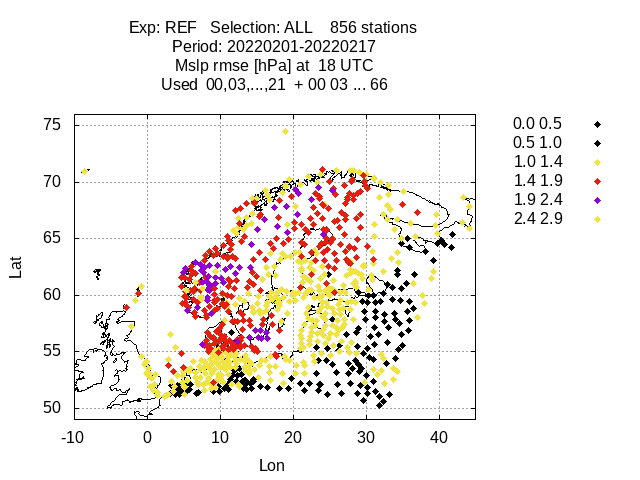 Exp: REF   Selection: ALL    856 stations
Period: 20220201-20220217
Mslp rmse [hPa] at  18 UTC
Used  00,03,...,21  + 00 03 ... 66
0.0 0.5
0.5 1.0
1.0 1.4
1.4 1.9
1.9 2.4
2.4 2.9
75
70
65
60
55
50
Lat
-10 0 10 20 30 40
Lon